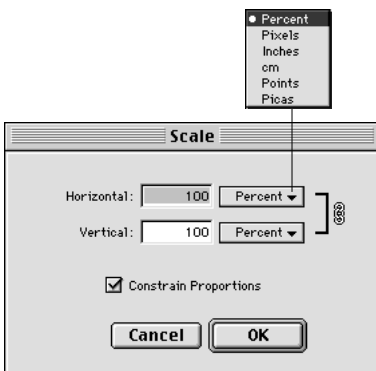 Percent
Pixels
Inches
cm
Points
Picas
Scale
Horizontal: 100 Percent
Vertical: 100 Percent
Constrain Proportions
Cancel OK